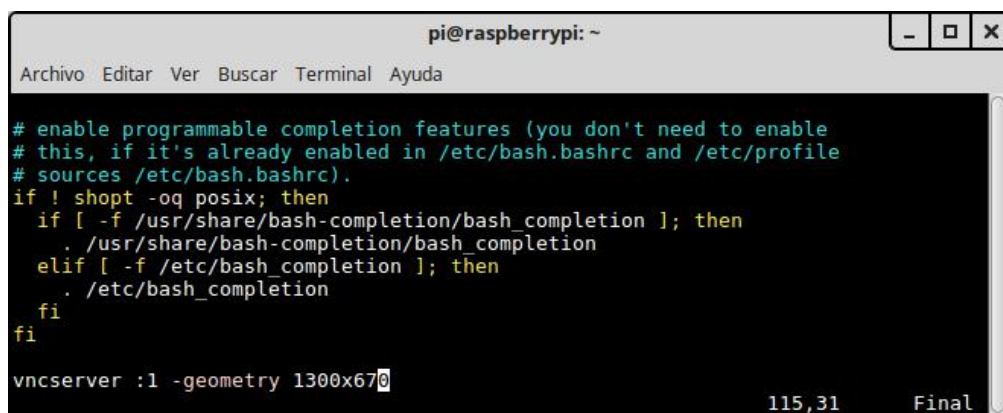 pi@raspberrypi: ~
Archivo Editar Ver Buscar Terminal Ayuda
# enable programmable completion features (you don't need to enable
# this, if it's already enabled in /etc/bash.bashrc and /etc/profile
# sources /etc/bash.bashrc).
if ! shopt -oq posix; then
  if [ -f /usr/share/bash-completion/bash_completion ]; then
    . /usr/share/bash-completion/bash_completion
  elif [ -f /etc/bash_completion ]; then
    . /etc/bash_completion
  fi
fi
vncserver :1 -geometry 1300x670
115,31 Final